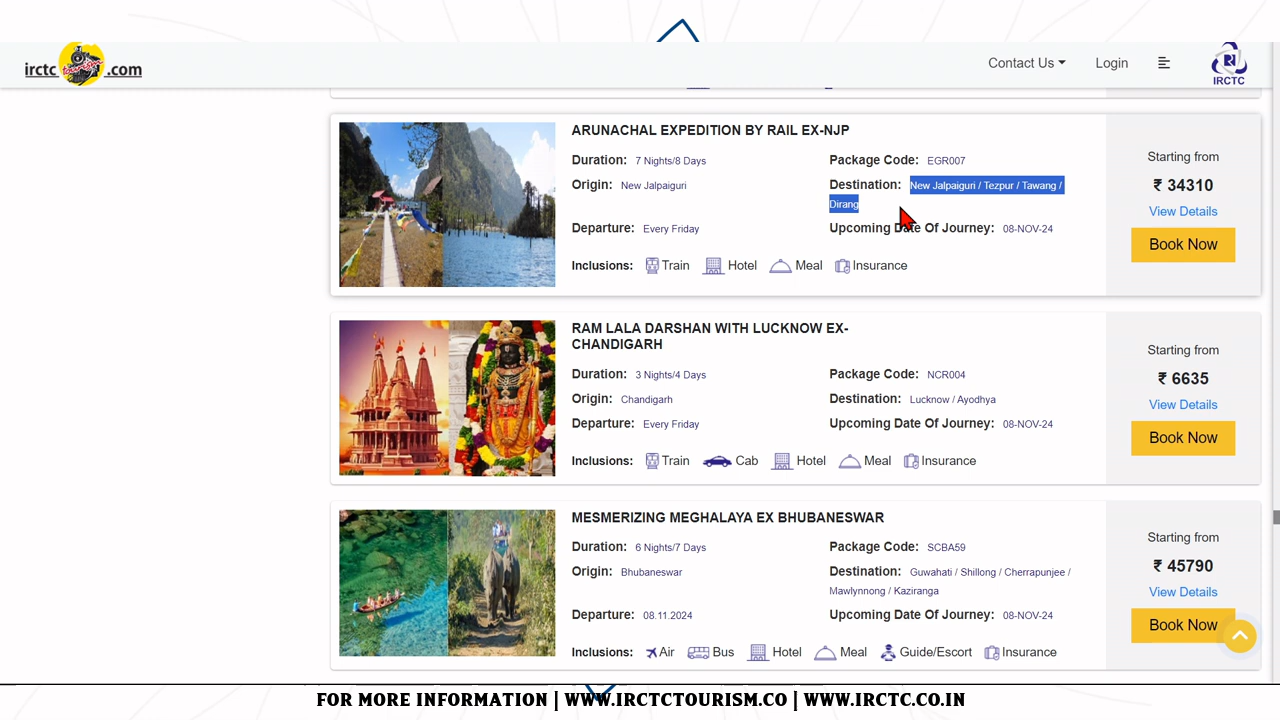 irctc tourism .com
Contact Us
Login
IRCTC
ARUNACHAL EXPEDITION BY RAIL EX-NJP
Duration: 7 Nights/8 Days
Package Code: EGR007
Origin: New Jalpaiguri
Destination: New Jalpaiguri / Tezpur / Tawang /
Dirang
Departure: Every Friday
Upcoming Date Of Journey: 08-NOV-24
Inclusions: Train Hotel Meal Insurance
Starting from
₹ 34310
View Details
Book Now
RAM LALA DARSHAN WITH LUCKNOW EX-
CHANDIGARH
Duration: 3 Nights/4 Days
Package Code: NCR004
Origin: Chandigarh
Destination: Lucknow / Ayodhya
Departure: Every Friday
Upcoming Date Of Journey: 08-NOV-24
Inclusions: Train Cab Hotel Meal Insurance
Starting from
₹ 6635
View Details
Book Now
MESMERIZING MEGHALAYA EX BHUBANESWAR
Duration: 6 Nights/7 Days
Package Code: SCBA59
Origin: Bhubaneswar
Destination: Guwahati / Shillong / Cherrapunjee /
Mawlynnong / Kaziranga
Departure: 08.11.2024
Upcoming Date Of Journey: 08-NOV-24
Inclusions: Air Bus Hotel Meal Guide/Escort Insurance
Starting from
₹ 45790
View Details
Book Now
FOR MORE INFORMATION | WWW.IRCTCTOURISM.CO | WWW.IRCTC.CO.IN